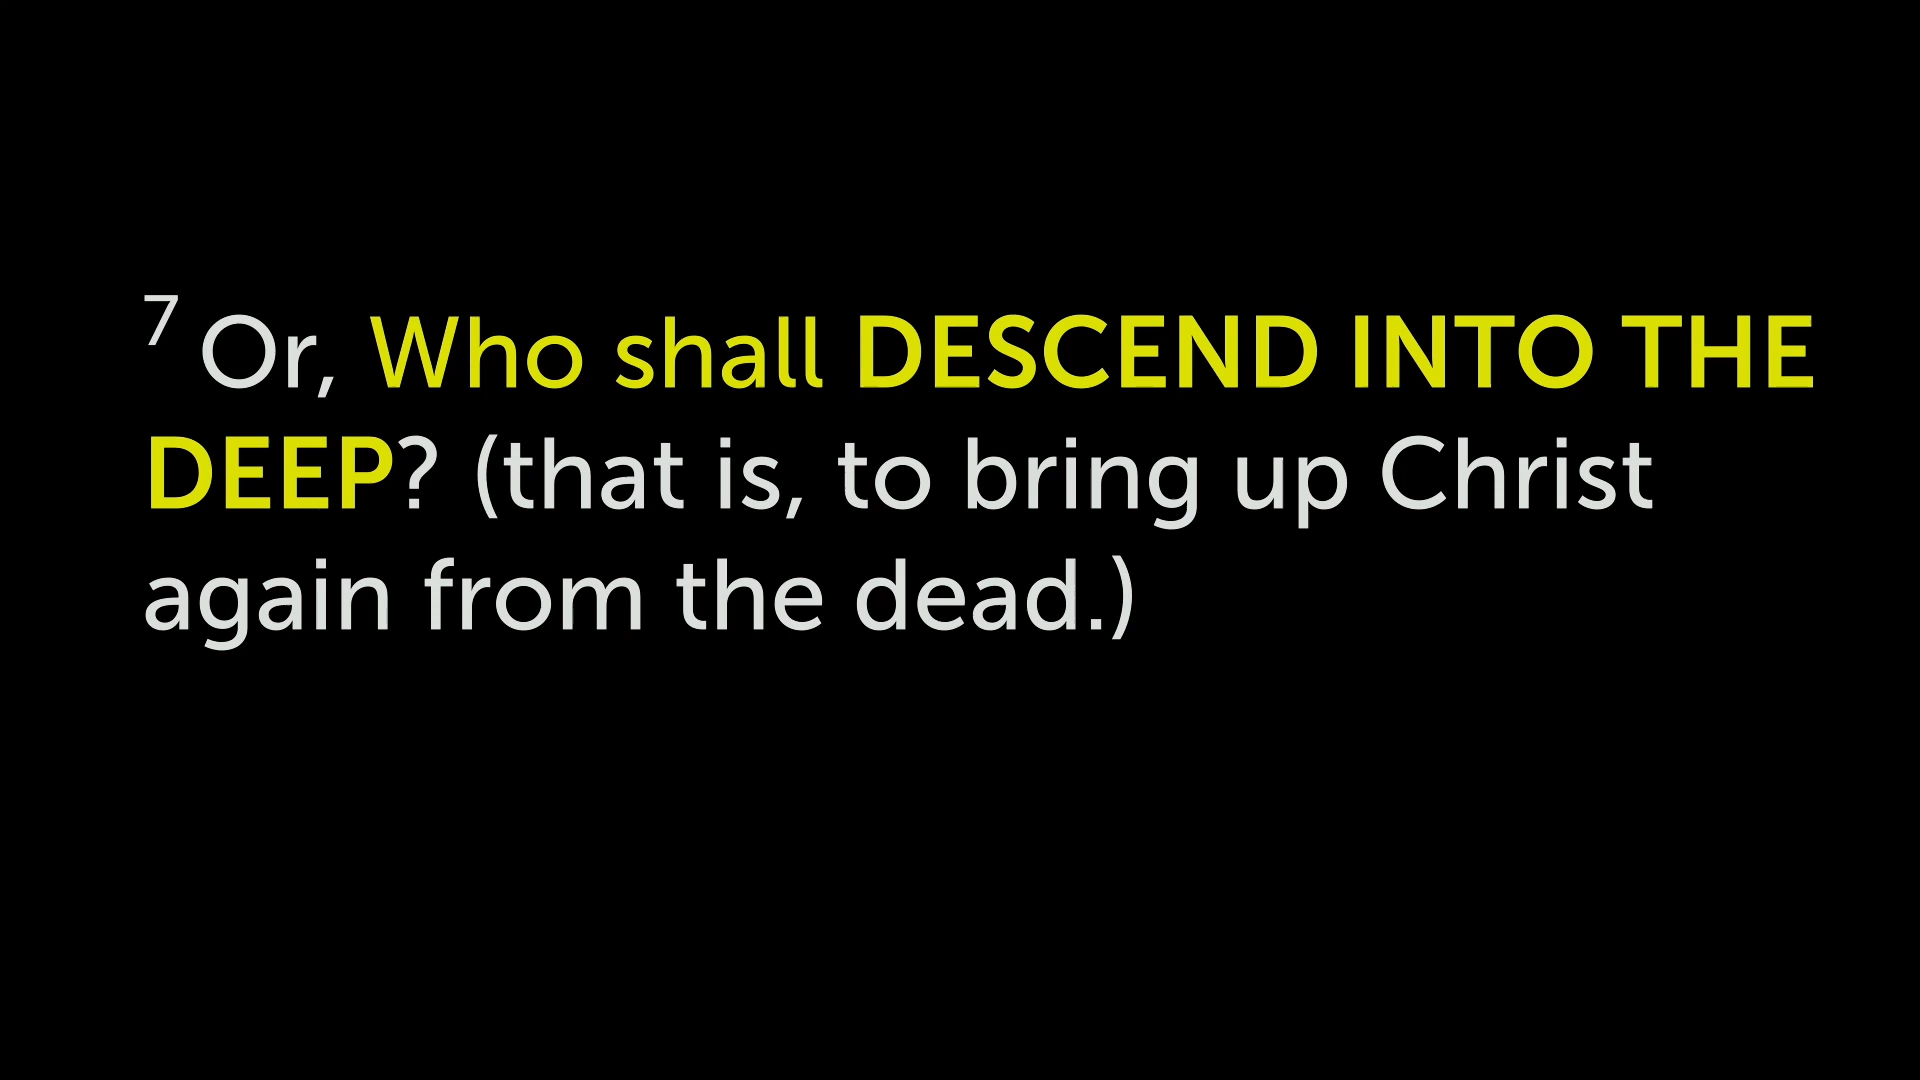 7 Or, Who shall DESCEND INTO THE
DEEP? (that is, to bring up Christ
again from the dead.)